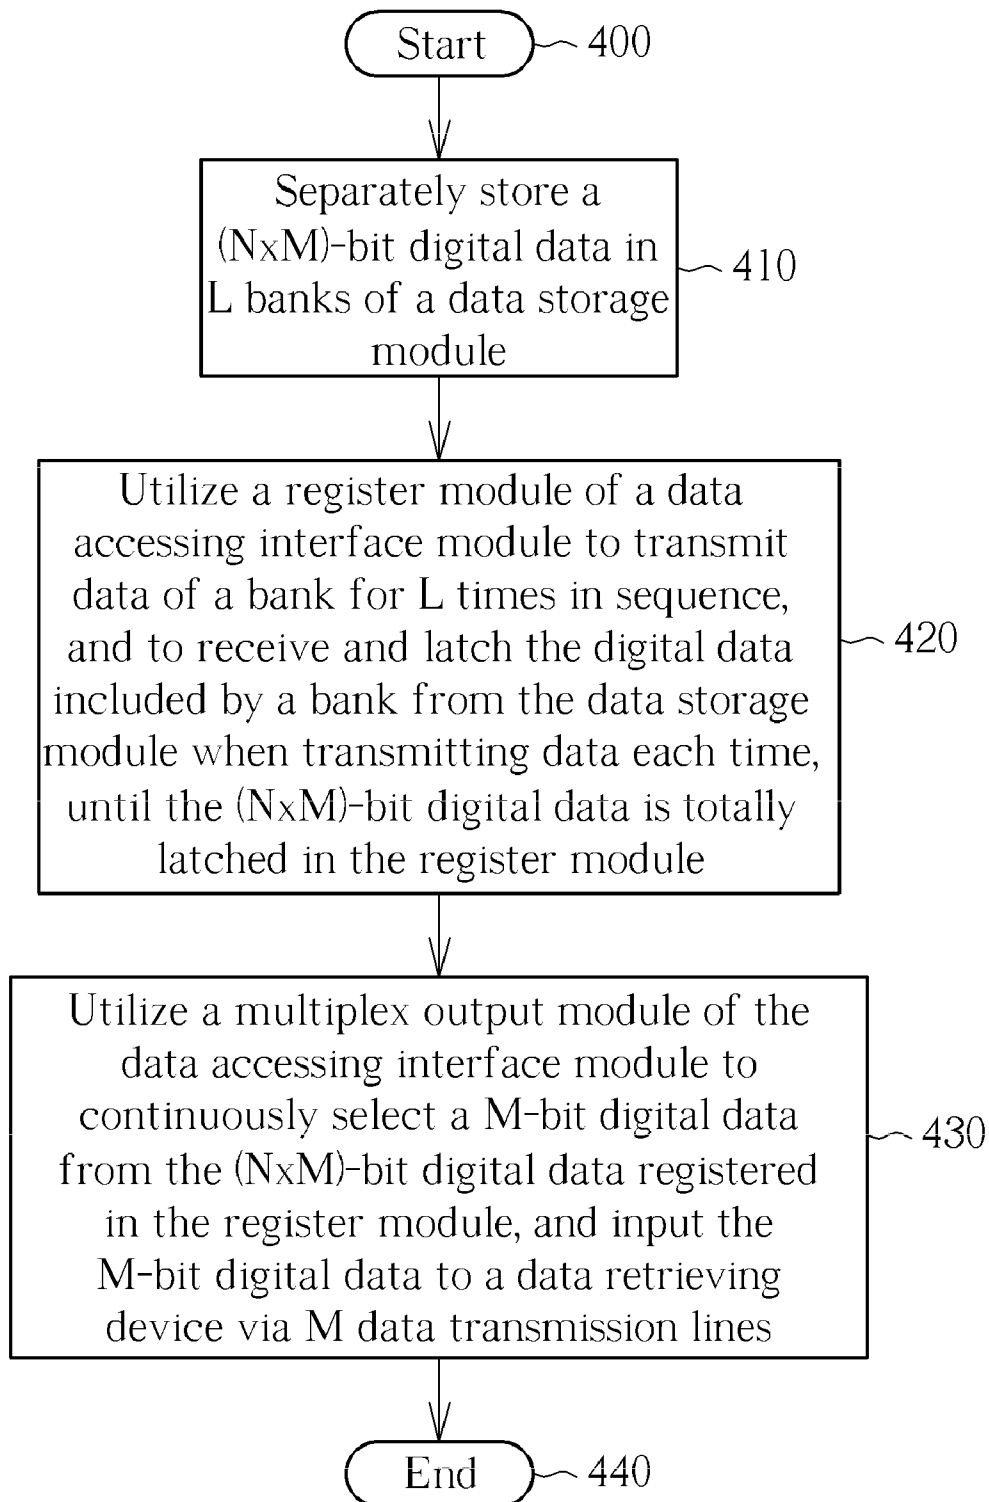 Start
400
Separately store a
(NxM)-bit digital data in
L banks of a data storage
module
410
Utilize a register module of a data
accessing interface module to transmit
data of a bank for L times in sequence,
and to receive and latch the digital data
included by a bank from the data storage
module when transmitting data each time,
until the (NxM)-bit digital data is totally
latched in the register module
420
Utilize a multiplex output module of the
data accessing interface module to
continuously select a M-bit digital data
from the (NxM)-bit digital data registered
in the register module, and input the
M-bit digital data to a data retrieving
device via M data transmission lines
430
End
440